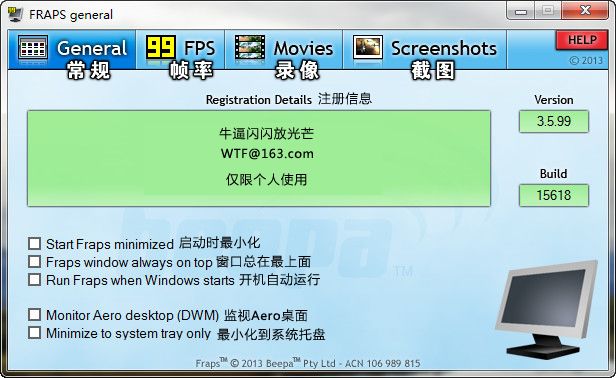 FRAPS general
General
常规
99 FPS
帧率
Movies
录像
Screenshots
截图
HELP
© 2013
Registration Details 注册信息
牛逼闪闪放光芒
WTF@163.com
仅限个人使用
Version
3.5.99
Build
15618
beepa™
Start Fraps minimized 启动时最小化
Fraps window always on top 窗口总在最上面
Run Fraps when Windows starts 开机自动运行
Monitor Aero desktop (DWM) 监视Aero桌面
Minimize to system tray only 最小化到系统托盘
Fraps™ © 2013 Beepa™ Pty Ltd - ACN 106 989 815